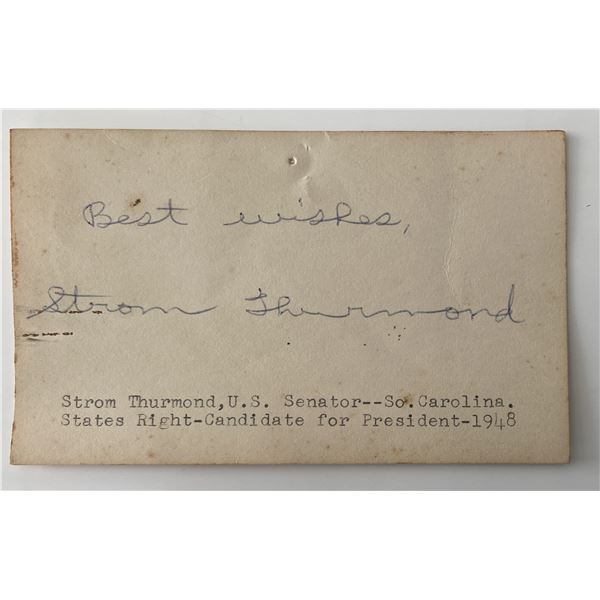 Best wishes,
Strom Thurmond
Strom Thurmond,U.S. Senator--So.Carolina.
States Right-Candidate for President-1948